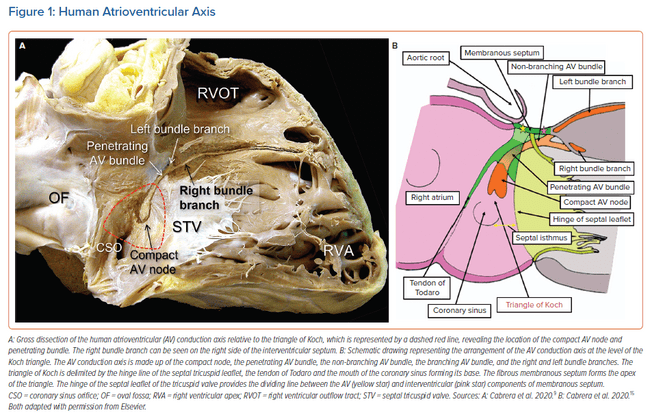 Figure 1: Human Atrioventricular Axis
A
RVOT
Left bundle branch
Penetrating
AV bundle
Right bundle
branch
OF
STV
CSO
Compact
AV node
RVA
B
Membranous septum
Aortic root
Non-branching AV bundle
Left bundle branch
Right bundle branch
Penetrating AV bundle
Compact AV node
Right atrium
Hinge of septal leaflet
Septal isthmus
Tendon of
Todaro
Triangle of Koch
Coronary sinus
A: Gross dissection of the human atrioventricular (AV) conduction axis relative to the triangle of Koch, which is represented by a dashed red line, revealing the location of the compact AV node and
penetrating bundle. The right bundle branch can be seen on the right side of the interventricular septum. B: Schematic drawing representing the arrangement of the AV conduction axis at the level of the
Koch triangle. The AV conduction axis is made up of the compact node, the penetrating AV bundle, the non-branching AV bundle, the branching AV bundle, and the right and left bundle branches. The
triangle of Koch is delimited by the hinge line of the septal tricuspid leaflet, the tendon of Todaro and the mouth of the coronary sinus forming its base. The fibrous membranous septum forms the apex
of the triangle. The hinge of the septal leaflet of the tricuspid valve provides the dividing line between the AV (yellow star) and interventricular (pink star) components of membranous septum.
CSO = coronary sinus orifice; OF = oval fossa; RVA = right ventricular apex; RVOT = right ventricular outflow tract; STV = septal tricuspid valve. Sources: A: Cabrera et al. 2020.⁹ B: Cabrera et al. 2020.¹⁵
Both adapted with permission from Elsevier.